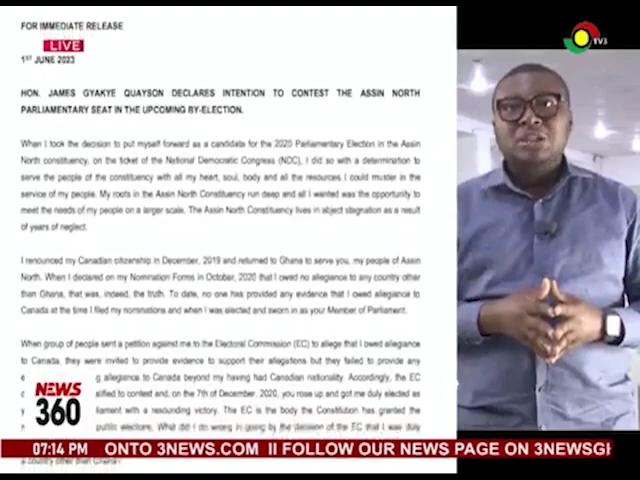 FOR IMMEDIATE RELEASE
LIVE
1ST JUNE 2023
HON. JAMES GYAKYE QUAYSON DECLARES INTENTION TO CONTEST THE ASSIN NORTH
PARLIAMENTARY SEAT IN THE UPCOMING BY-ELECTION.
When I took the decision to put myself forward as a candidate for the 2020 Parliamentary Election in the Assin
North constituency, on the ticket of the National Democratic Congress (NDC), I did so with a determination to
serve the people of the constituency with all my heart, soul, body and all the resources I could muster in the
service of my people. My roots in the Assin North Constituency run deep and all I wanted was the opportunity to
meet the needs of my people on a larger scale. The Assin North Constituency lives in abject stagnation as a result
of years of neglect.
I renounced my Canadian citizenship in December, 2019 and returned to Ghana to serve you, my people of Assin
North. When I declared on my Nomination Forms in October, 2020 that I owed no allegiance to any country other
than Ghana, that was, indeed, the truth. To date, no one has provided any evidence that I owed allegiance to
Canada at the time I filed my nominations and when I was elected and sworn in as your Member of Parliament.
When group of people sent a petition against me to the Electoral Commission (EC) to allege that I owed allegiance
to Canada, they were invited to provide evidence to support their allegations but they failed to provide any
allegiance to Canada beyond my having had Canadian nationality. Accordingly, the EC
to contest and, on the 7th of December, 2020, you rose up and got me duly elected as
with a resounding victory. The EC is the body the Constitution has granted the
public elections. What did I do wrong in going by the decision of the EC that I was duly
a country other than Ghana
NEWS
360
TV3
07:14 PM ONTO 3NEWS.COM II FOLLOW OUR NEWS PAGE ON 3NEWSGH